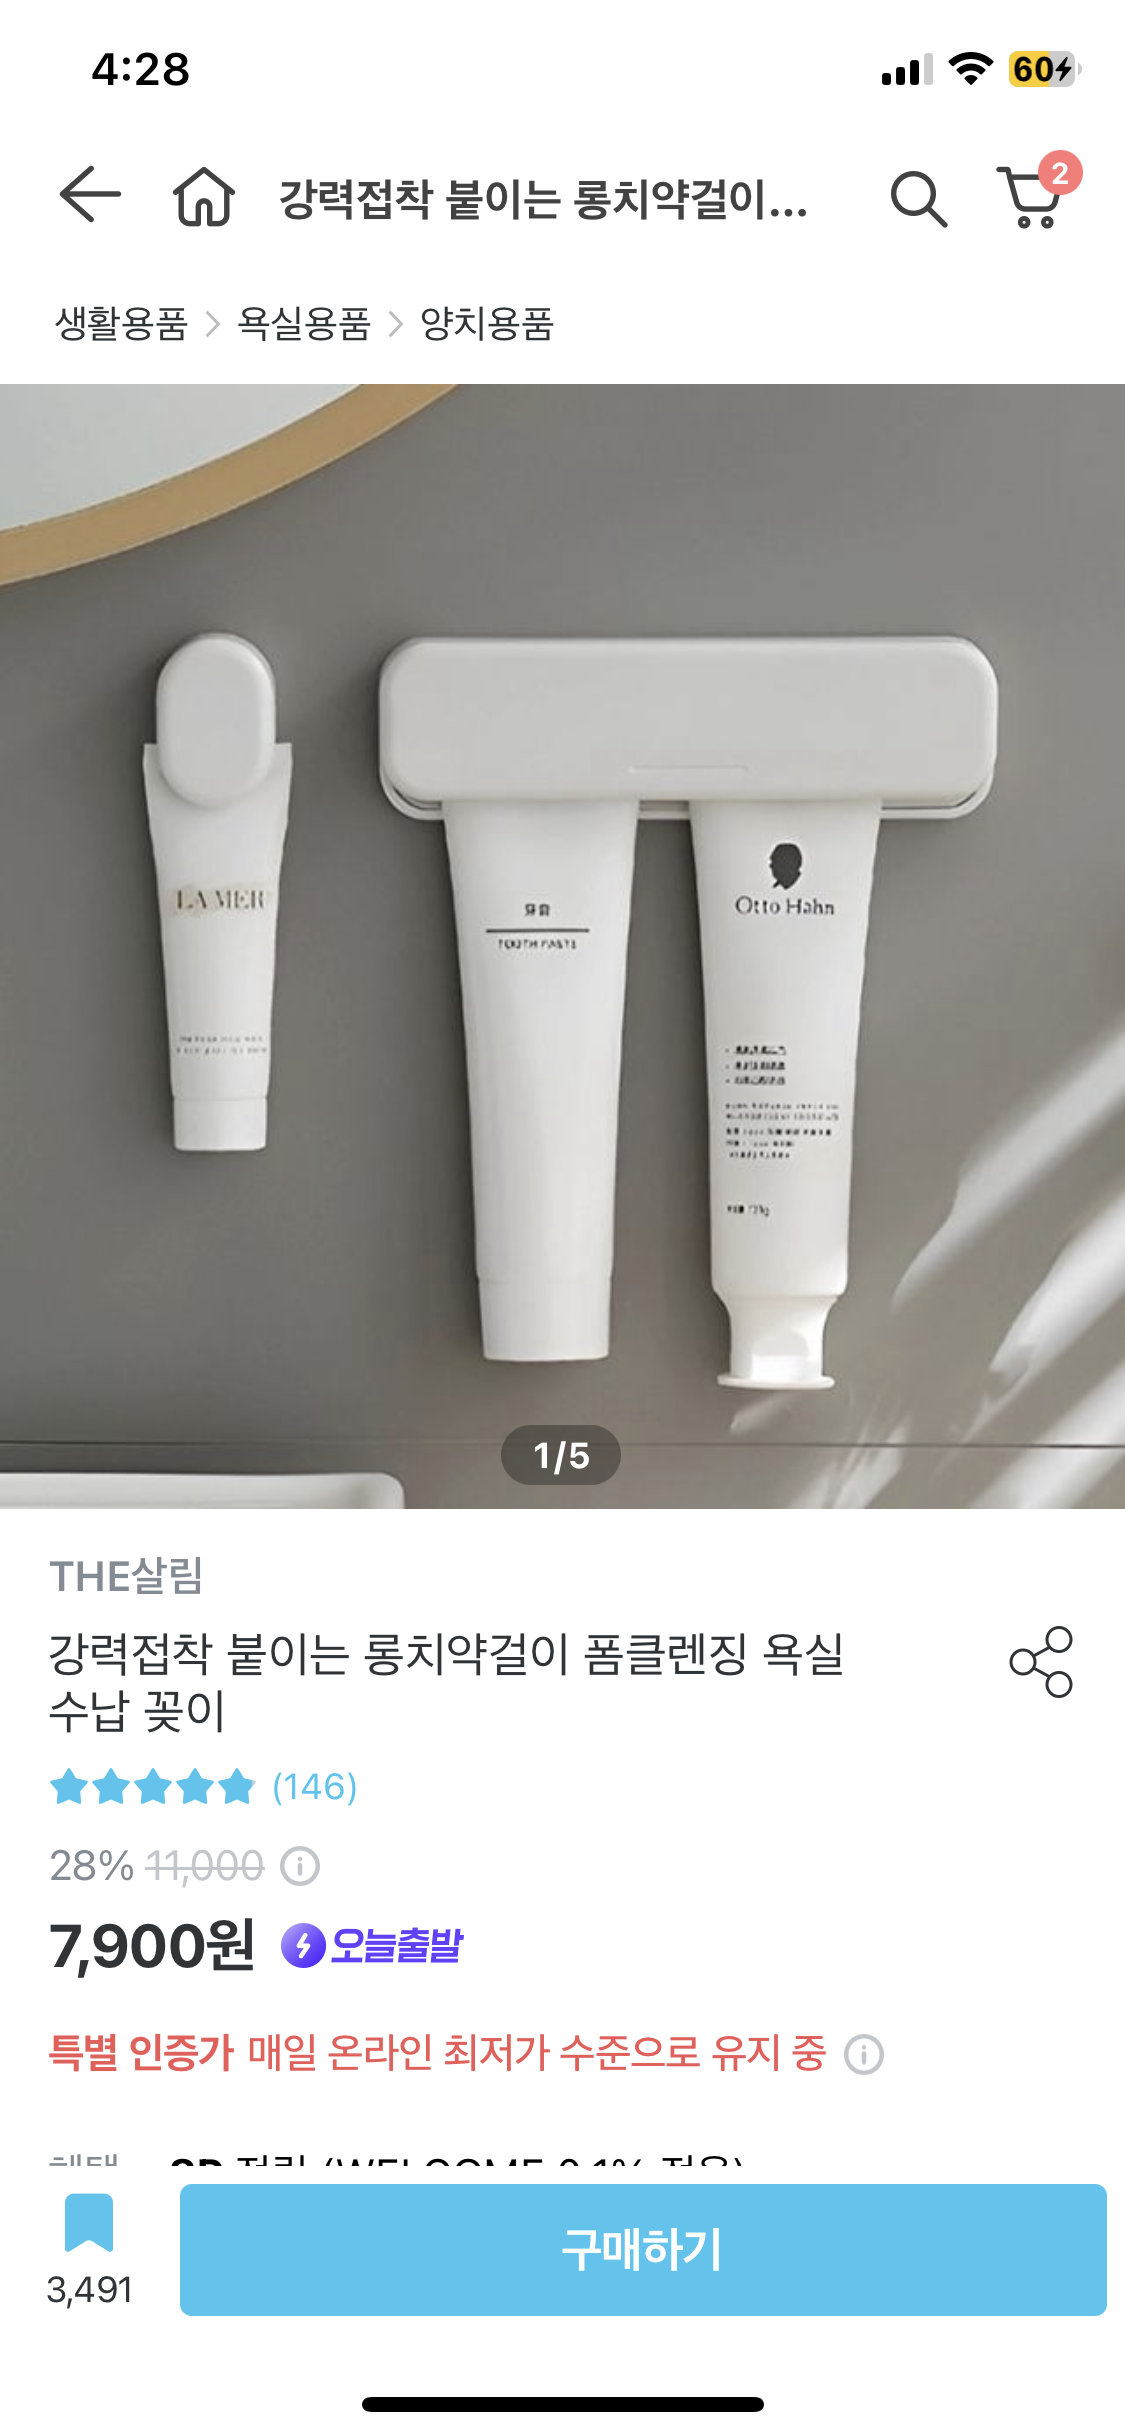 4:28
60
강력접착 붙이는 롱치약걸이...
2
생활용품 > 욕실용품 > 양치용품
LA MER
TOOTH PASTE
Otto Hahn
1/5
THE살림
강력접착 붙이는 롱치약걸이 폼클렌징 욕실
수납 꽂이
(146)
28% 11,000
7,900원 오늘출발
특별 인증가 매일 온라인 최저가 수준으로 유지 중
구매하기
3,491